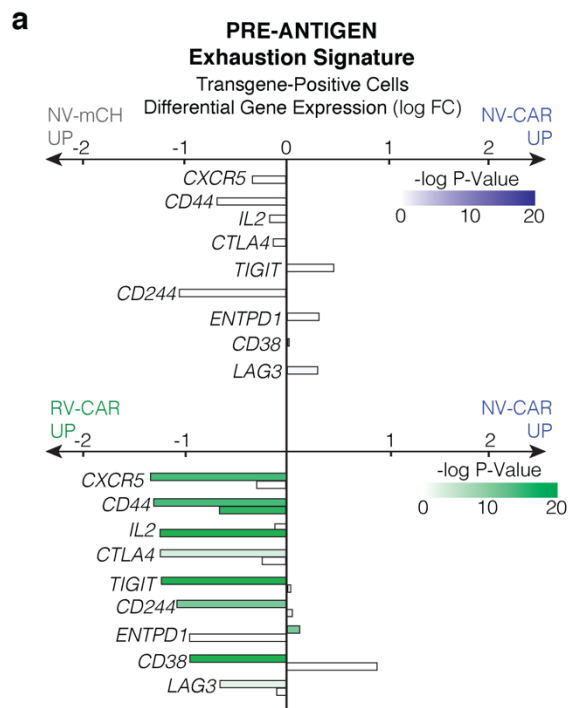 a
PRE-ANTIGEN
Exhaustion Signature
Transgene-Positive Cells
Differential Gene Expression (log FC)
NV-mCH
UP
NV-CAR
UP
-2 -1 0 1 2
-log P-Value
0 20
CXCR5
CD44
IL2
CTLA4
TIGIT
CD244
ENTPD1
CD38
LAG3
RV-CAR
UP
NV-CAR
UP
-2 -1 0 1 2
-log P-Value
0 20
CXCR5
CD44
IL2
CTLA4
TIGIT
CD244
ENTPD1
CD38
LAG3